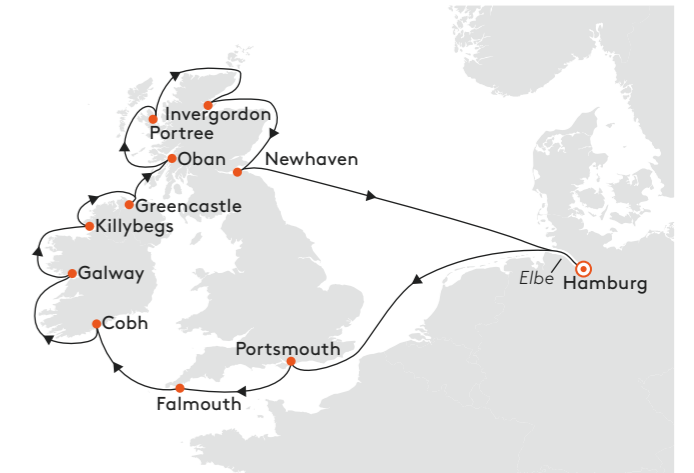 Invergordon
Portree
Oban
Newhaven
Greencastle
Killybegs
Galway
Elbe
Hamburg
Cobh
Portsmouth
Falmouth